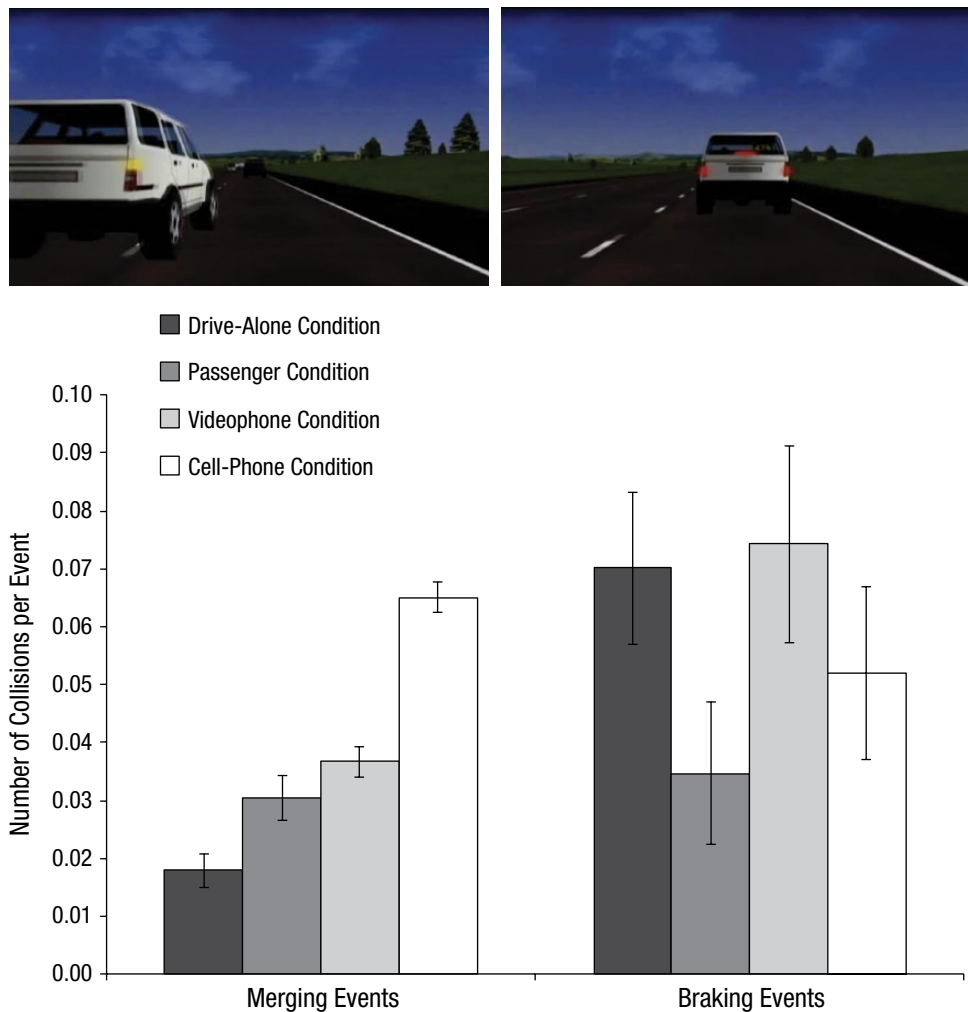 Drive-Alone Condition
Passenger Condition
Videophone Condition
Cell-Phone Condition
Number of Collisions per Event
0.10
0.09
0.08
0.07
0.06
0.05
0.04
0.03
0.02
0.01
0.00
Merging Events
Braking Events